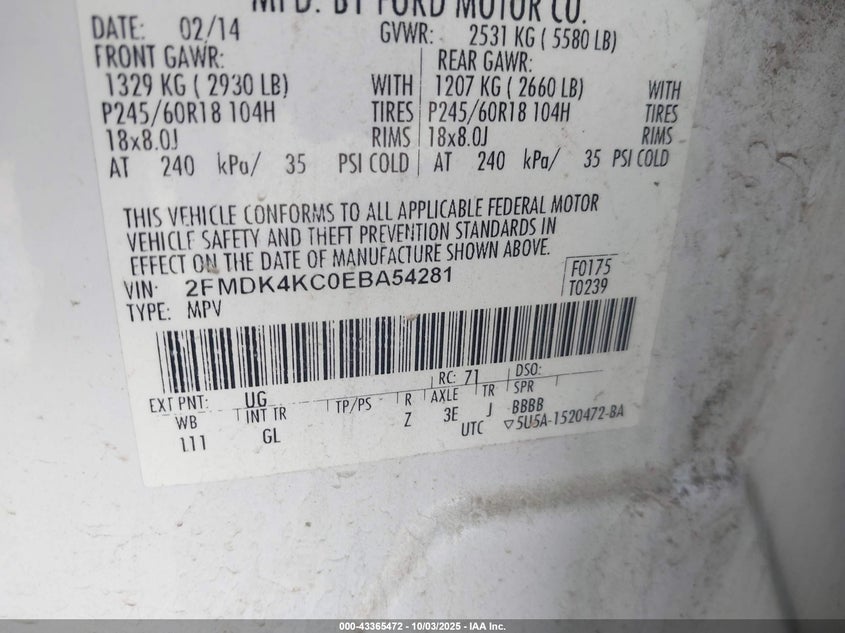 MFD. BY FORD MOTOR CO.
DATE: 02/14 GVWR: 2531 KG ( 5580 LB)
FRONT GAWR: REAR GAWR:
1329 KG ( 2930 LB) WITH 1207 KG ( 2660 LB) WITH
P245/60R18 104H TIRES P245/60R18 104H TIRES
18x8.0J RIMS 18x8.0J RIMS
AT 240 kPa/ 35 PSI COLD AT 240 kPa/ 35 PSI COLD
THIS VEHICLE CONFORMS TO ALL APPLICABLE FEDERAL MOTOR
VEHICLE SAFETY AND THEFT PREVENTION STANDARDS IN
EFFECT ON THE DATE OF MANUFACTURE SHOWN ABOVE.
VIN: 2FMDK4KC0EBA54281 F0175
TYPE: MPV T0239
EXT PNT: UG RC: 71 DSO:
WB INT TR TP/PS R AXLE TR SPR
111 GL Z 3E J BBBB
UTC ▽5U5A-1520472-BA
000-43365472 - 10/03/2025 - IAA Inc.